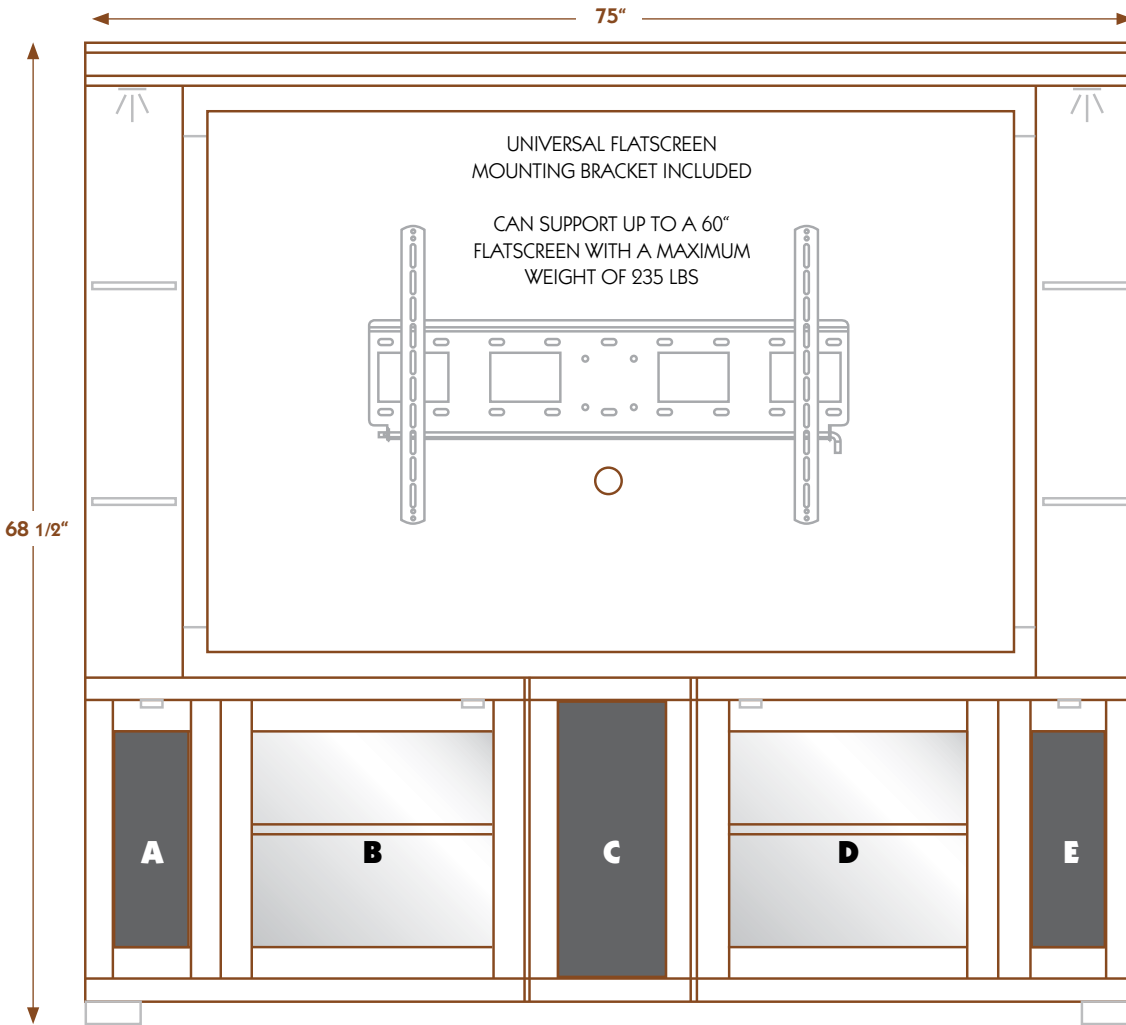 75“
UNIVERSAL FLATSCREEN
MOUNTING BRACKET INCLUDED
CAN SUPPORT UP TO A 60“
FLATSCREEN WITH A MAXIMUM
WEIGHT OF 235 LBS
68 1/2“
A
B
C
D
E